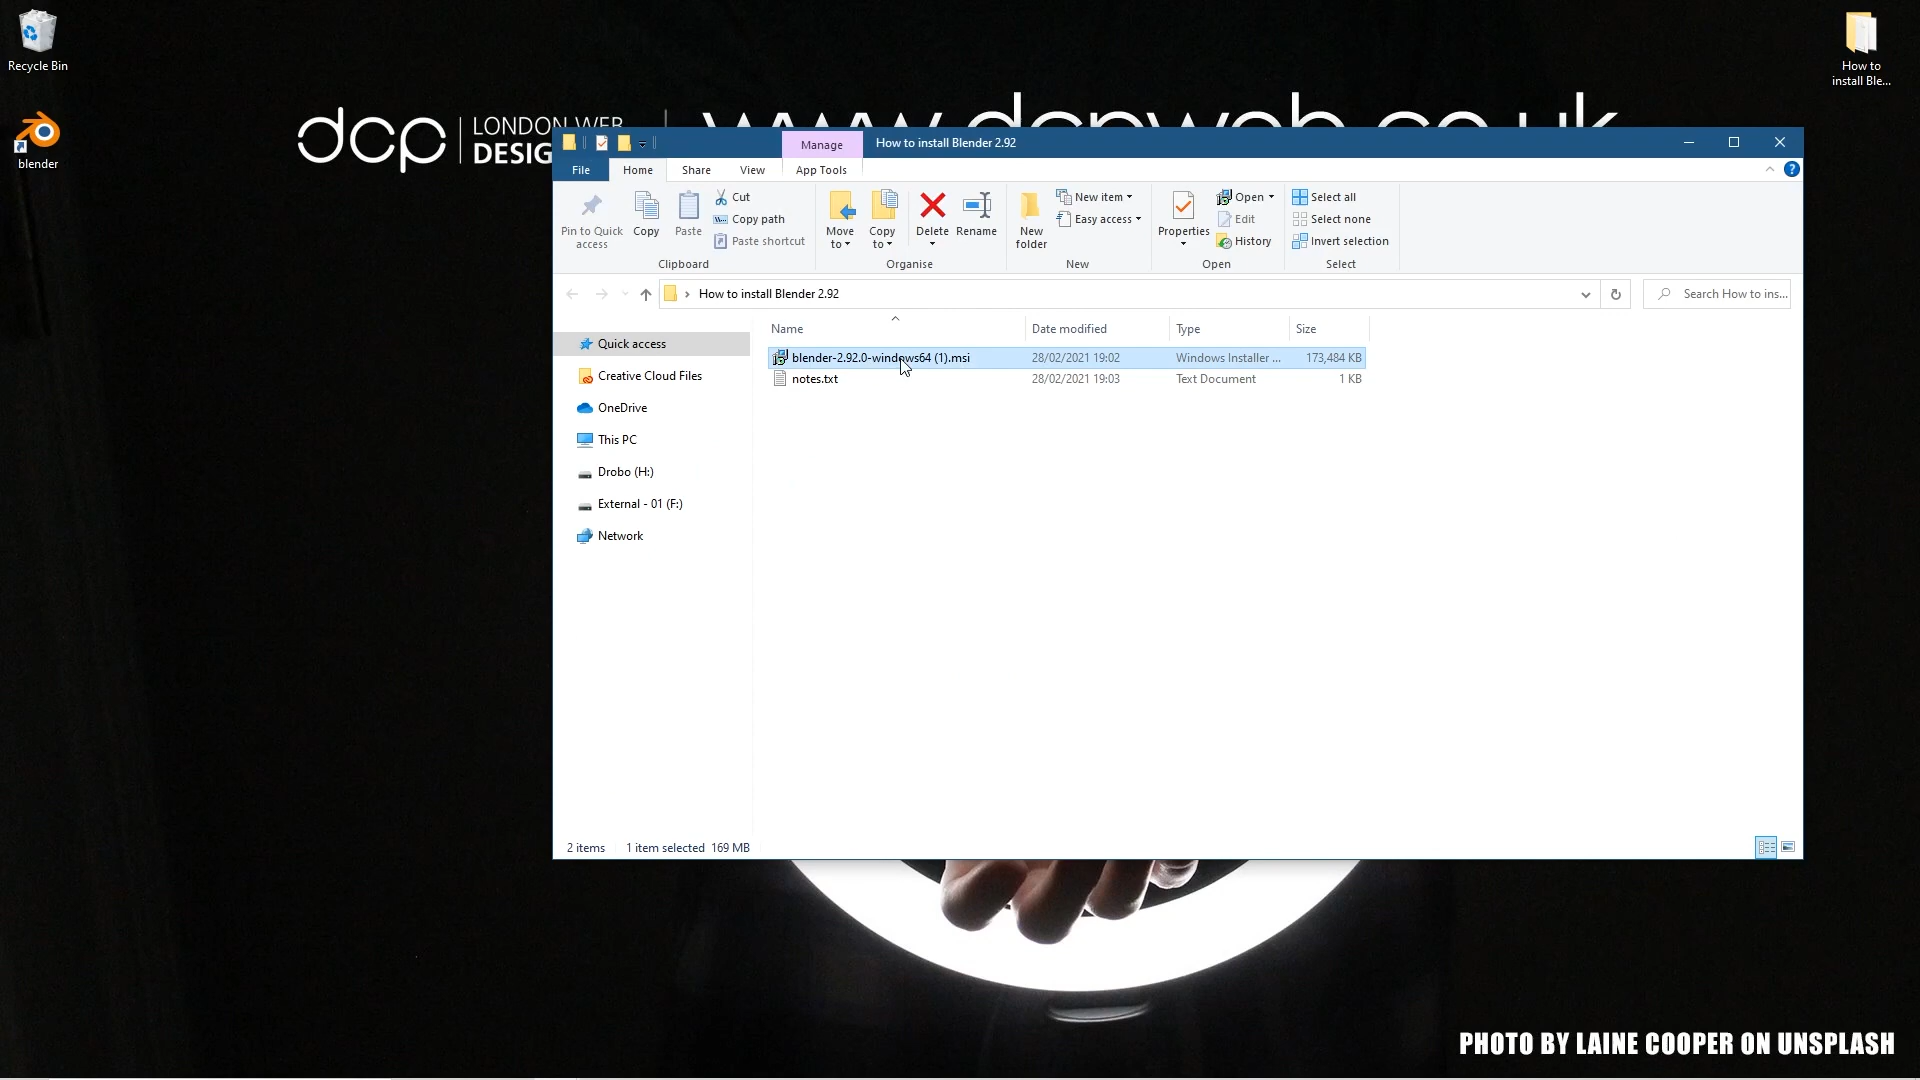 Recycle Bin
blender
How to
install Ble...
dcp
LONDON WEB
DESIG
www.dcpweb.co.uk
Manage
How to install Blender 2.92
File
Home
Share
View
App Tools
Pin to Quick
access
Copy
Paste
Cut
Copy path
Paste shortcut
Clipboard
Move
to
Copy
to
Delete
Rename
Organise
New
folder
New item
Easy access
New
Properties
Open
Edit
History
Open
Select all
Select none
Invert selection
Select
How to install Blender 2.92
Search How to ins...
Name
Date modified
Type
Size
blender-2.92.0-windows64 (1).msi
28/02/2021 19:02
Windows Installer ...
173,484 KB
notes.txt
28/02/2021 19:03
Text Document
1 KB
Quick access
Creative Cloud Files
OneDrive
This PC
Drobo (H:)
External - 01 (F:)
Network
2 items
1 item selected 169 MB
PHOTO BY LAINE COOPER ON UNSPLASH